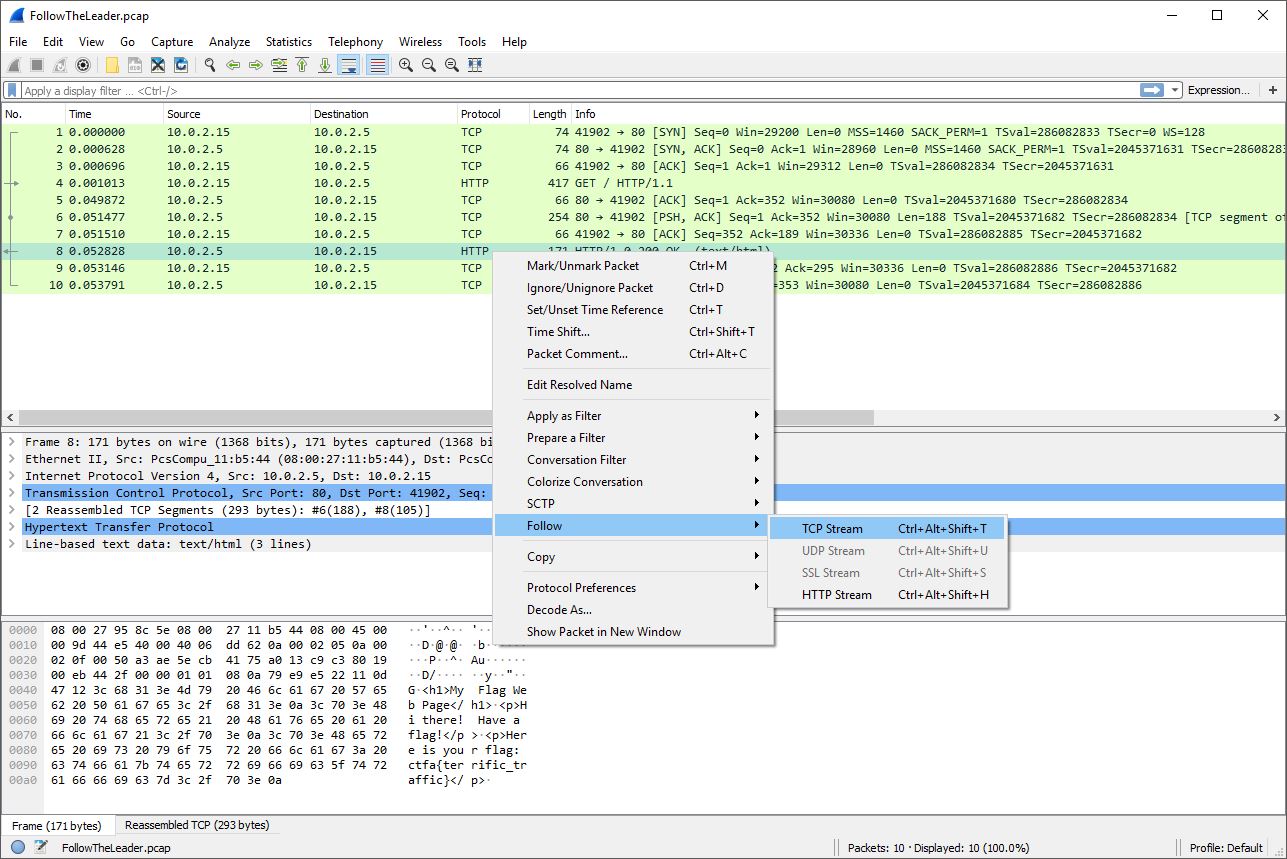 FollowTheLeader.pcap
File Edit View Go Capture Analyze Statistics Telephony Wireless Tools Help
Apply a display filter ... <Ctrl-/> Expression... +
No. Time Source Destination Protocol Length Info
1 0.000000 10.0.2.15 10.0.2.5 TCP 74 41902 → 80 [SYN] Seq=0 Win=29200 Len=0 MSS=1460 SACK_PERM=1 TSval=286082833 TSecr=0 WS=128
2 0.000628 10.0.2.5 10.0.2.15 TCP 74 80 → 41902 [SYN, ACK] Seq=0 Ack=1 Win=28960 Len=0 MSS=1460 SACK_PERM=1 TSval=2045371631 TSecr=2860828
3 0.000696 10.0.2.15 10.0.2.5 TCP 66 41902 → 80 [ACK] Seq=1 Ack=1 Win=29312 Len=0 TSval=286082834 TSecr=2045371631
4 0.001013 10.0.2.15 10.0.2.5 HTTP 417 GET / HTTP/1.1
5 0.049872 10.0.2.5 10.0.2.15 TCP 66 80 → 41902 [ACK] Seq=1 Ack=352 Win=30080 Len=0 TSval=2045371680 TSecr=286082834
6 0.051477 10.0.2.5 10.0.2.15 TCP 254 80 → 41902 [PSH, ACK] Seq=1 Ack=352 Win=30080 Len=188 TSval=2045371682 TSecr=286082834 [TCP segment of
7 0.051510 10.0.2.15 10.0.2.5 TCP 66 41902 → 80 [ACK] Seq=352 Ack=189 Win=30336 Len=0 TSval=286082885 TSecr=2045371682
8 0.052828 10.0.2.5 10.0.2.15 HTTP 171 HTTP/1.0 200 OK (text/html)
9 0.053146 10.0.2.15 10.0.2.5 TCP 2 Ack=295 Win=30336 Len=0 TSval=286082886 TSecr=2045371682
10 0.053791 10.0.2.5 10.0.2.15 TCP =353 Win=30080 Len=0 TSval=2045371684 TSecr=286082886
Mark/Unmark Packet Ctrl+M
Ignore/Unignore Packet Ctrl+D
Set/Unset Time Reference Ctrl+T
Time Shift... Ctrl+Shift+T
Packet Comment... Ctrl+Alt+C
Edit Resolved Name
Apply as Filter
Prepare a Filter
Conversation Filter
Colorize Conversation
SCTP
Follow
Copy
Protocol Preferences
Decode As...
Show Packet in New Window
TCP Stream Ctrl+Alt+Shift+T
UDP Stream Ctrl+Alt+Shift+U
SSL Stream Ctrl+Alt+Shift+S
HTTP Stream Ctrl+Alt+Shift+H
Frame 8: 171 bytes on wire (1368 bits), 171 bytes captured (1368 bi
Ethernet II, Src: PcsCompu_11:b5:44 (08:00:27:11:b5:44), Dst: PcsCo
Internet Protocol Version 4, Src: 10.0.2.5, Dst: 10.0.2.15
Transmission Control Protocol, Src Port: 80, Dst Port: 41902, Seq:
[2 Reassembled TCP Segments (293 bytes): #6(188), #8(105)]
Hypertext Transfer Protocol
Line-based text data: text/html (3 lines)
0000 08 00 27 95 8c 5e 08 00 27 11 b5 44 08 00 45 00 ··'··^·· '··D··E·
0010 00 9d 44 e5 40 00 40 06 dd 62 0a 00 02 05 0a 00 ··D·@·@· ·b······
0020 02 0f 00 50 a3 ae 5e cb 41 75 a0 13 c9 c3 80 19 ···P··^· Au······
0030 00 eb 44 2f 00 00 01 01 08 0a 79 e9 e5 22 11 0d ··D/···· ··y··"··
0040 47 12 3c 68 31 3e 4d 79 20 46 6c 61 67 20 57 65 G·<h1>My Flag We
0050 62 20 50 61 67 65 3c 2f 68 31 3e 0a 3c 70 3e 48 b Page</ h1>·<p>H
0060 69 20 74 68 65 72 65 21 20 48 61 76 65 20 61 20 i there! Have a
0070 66 6c 61 67 21 3c 2f 70 3e 0a 3c 70 3e 48 65 72 flag!</p >·<p>Her
0080 65 20 69 73 20 79 6f 75 72 20 66 6c 61 67 3a 20 e is you r flag:
0090 63 74 66 61 7b 74 65 72 72 69 66 69 63 5f 74 72 ctfa{ter rific_tr
00a0 61 66 66 69 63 7d 3c 2f 70 3e 0a affic}</ p>·
Frame (171 bytes) Reassembled TCP (293 bytes)
FollowTheLeader.pcap Packets: 10 · Displayed: 10 (100.0%) Profile: Default